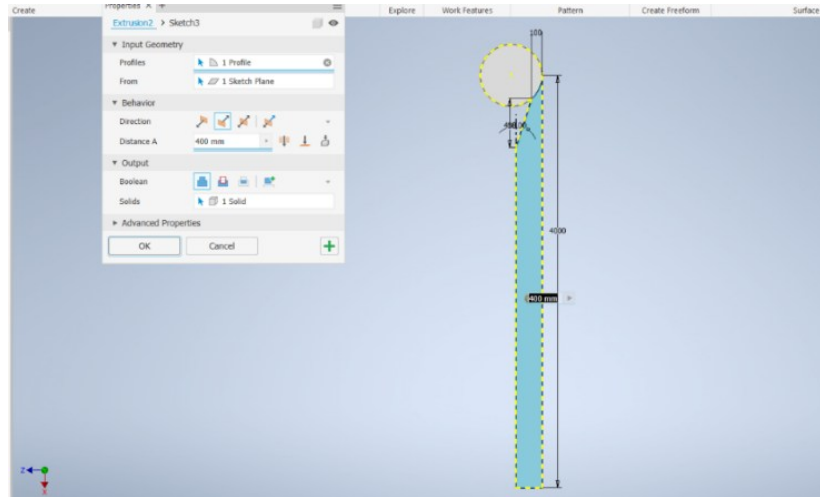 Create
Explore
Work Features
Pattern
Create Freeform
Surface
Properties X +
Extrusion2 > Sketch3
Input Geometry
Profiles
1 Profile
From
1 Sketch Plane
Behavior
Direction
Distance A
400 mm
Output
Boolean
Solids
1 Solid
Advanced Properties
OK
Cancel
100
4000
400 mm
Z
X